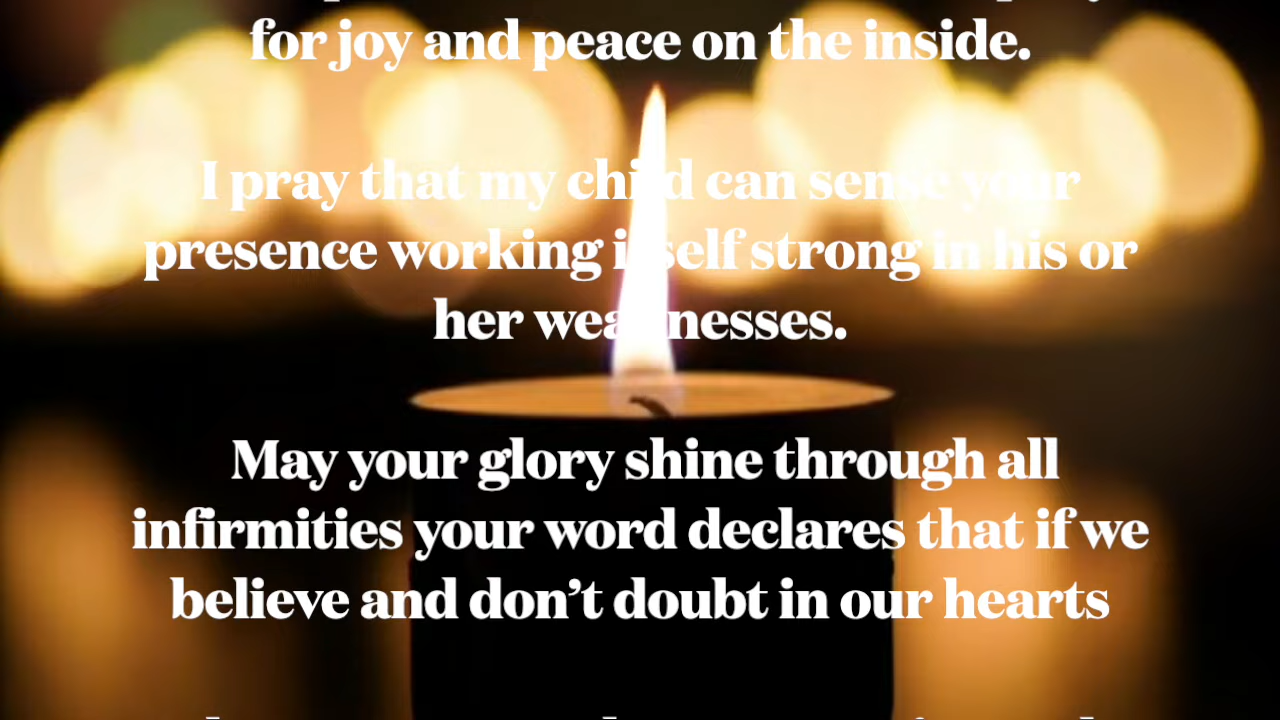 for joy and peace on the inside.
I pray that my child can sense your
presence working itself strong in his or
her weaknesses.
May your glory shine through all
infirmities your word declares that if we
believe and don’t doubt in our hearts